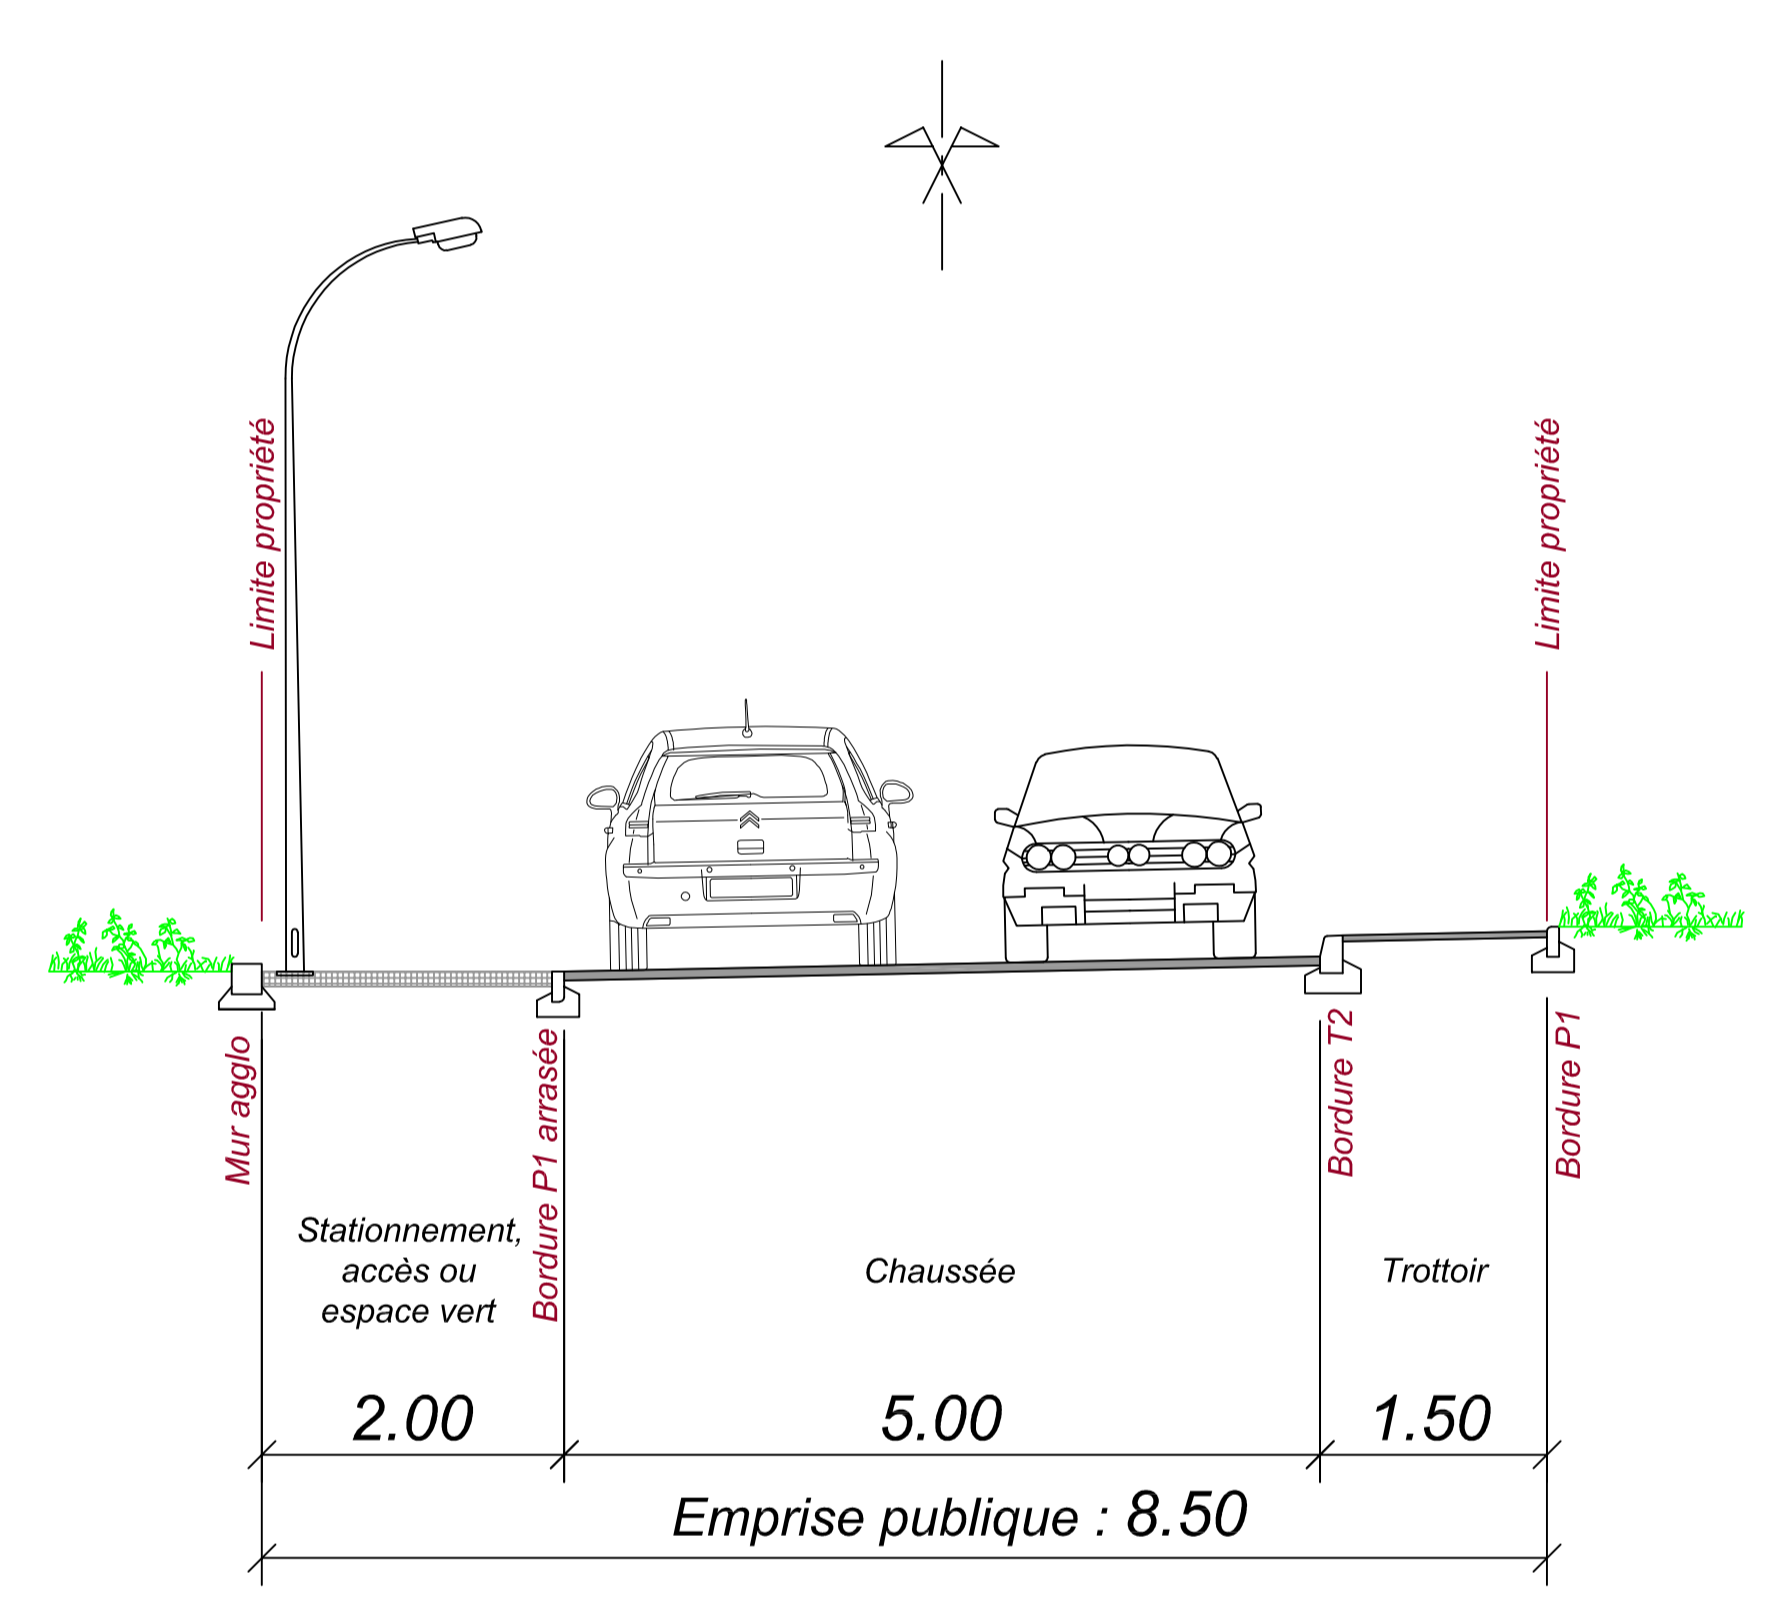 Limite propriété
Limite propriété
Mur agglo
Bordure P1 arrasée
Bordure T2
Bordure P1
Stationnement,
accès ou
espace vert
Chaussée
Trottoir
2.00
5.00
1.50
Emprise publique : 8.50